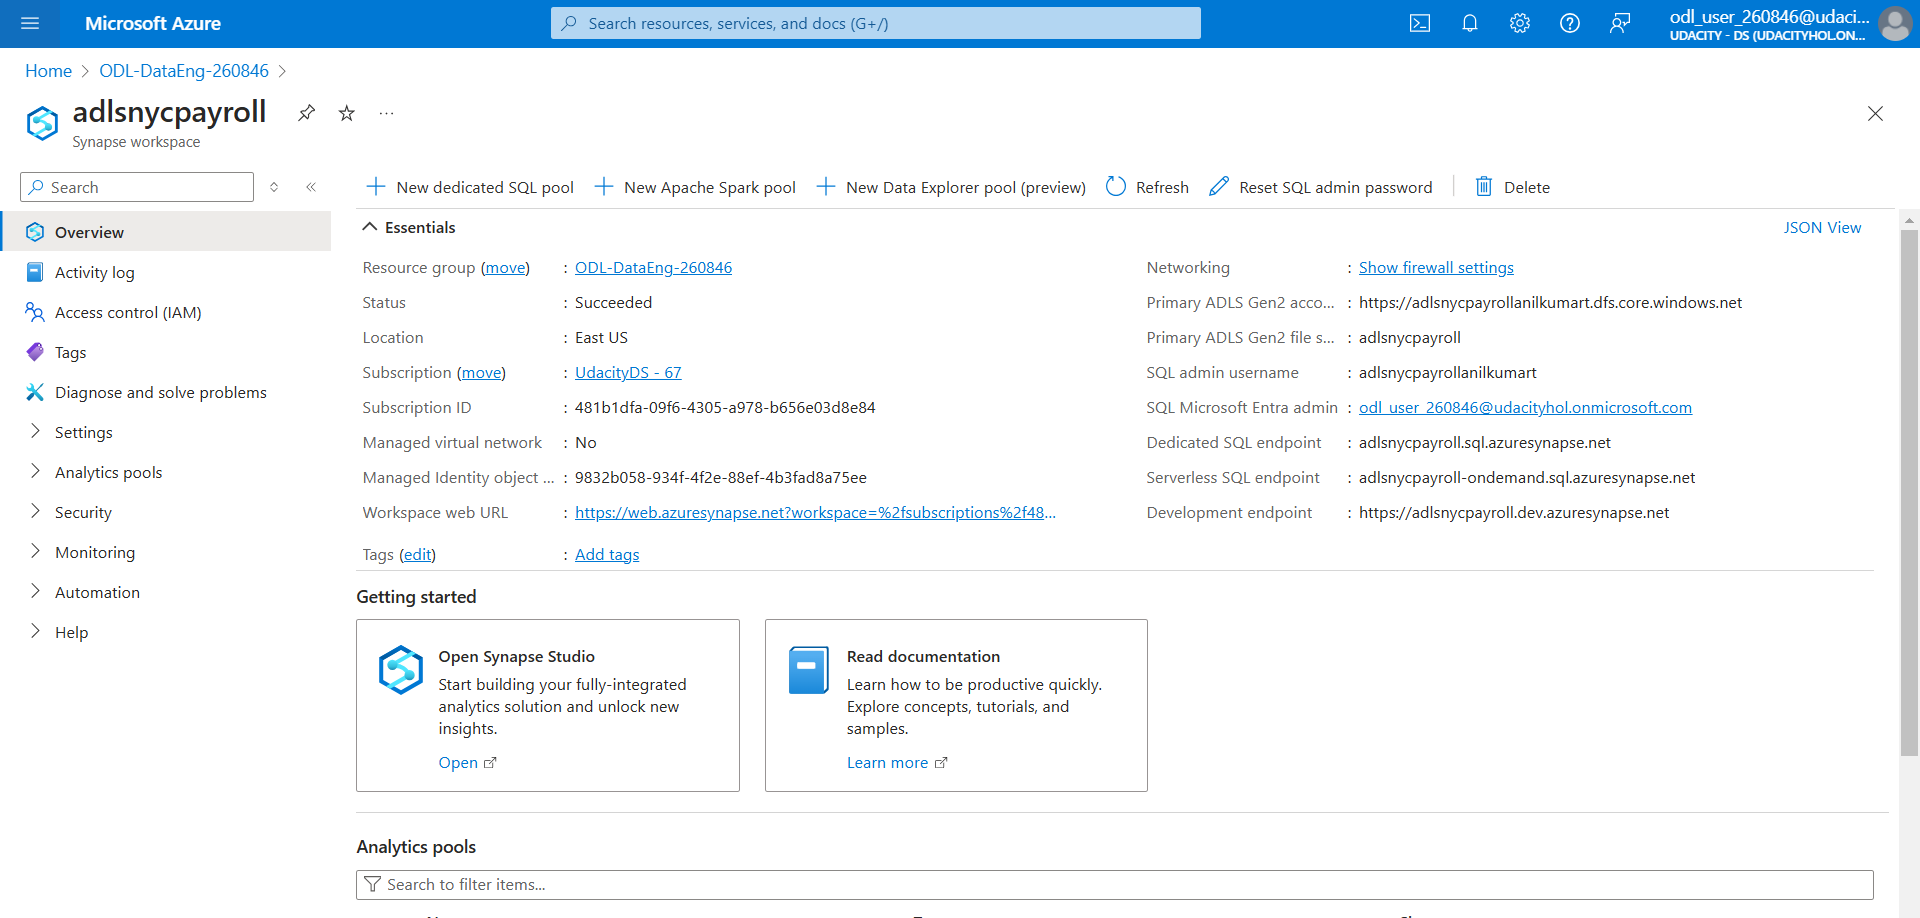 Microsoft Azure
Search resources, services, and docs (G+/)
odl_user_260846@udaci...
UDACITY - DS (UDACITYHOL.ON...
Home > ODL-DataEng-260846 >
adlsnycpayroll
...
Synapse workspace
Search
New dedicated SQL pool
New Apache Spark pool
New Data Explorer pool (preview)
Refresh
Reset SQL admin password
Delete
Overview
Activity log
Access control (IAM)
Tags
Diagnose and solve problems
Settings
Analytics pools
Security
Monitoring
Automation
Help
Essentials
JSON View
Resource group (move) : ODL-DataEng-260846
Status : Succeeded
Location : East US
Subscription (move) : UdacityDS - 67
Subscription ID : 481b1dfa-09f6-4305-a978-b656e03d8e84
Managed virtual network : No
Managed Identity object ... : 9832b058-934f-4f2e-88ef-4b3fad8a75ee
Workspace web URL : https://web.azuresynapse.net?workspace=%2fsubscriptions%2f48...
Tags (edit) : Add tags
Networking : Show firewall settings
Primary ADLS Gen2 acco... : https://adlsnycpayrollanilkumart.dfs.core.windows.net
Primary ADLS Gen2 file s... : adlsnycpayroll
SQL admin username : adlsnycpayrollanilkumart
SQL Microsoft Entra admin : odl_user_260846@udacityhol.onmicrosoft.com
Dedicated SQL endpoint : adlsnycpayroll.sql.azuresynapse.net
Serverless SQL endpoint : adlsnycpayroll-ondemand.sql.azuresynapse.net
Development endpoint : https://adlsnycpayroll.dev.azuresynapse.net
Getting started
Open Synapse Studio
Start building your fully-integrated
analytics solution and unlock new
insights.
Open
Read documentation
Learn how to be productive quickly.
Explore concepts, tutorials, and
samples.
Learn more
Analytics pools
Search to filter items...